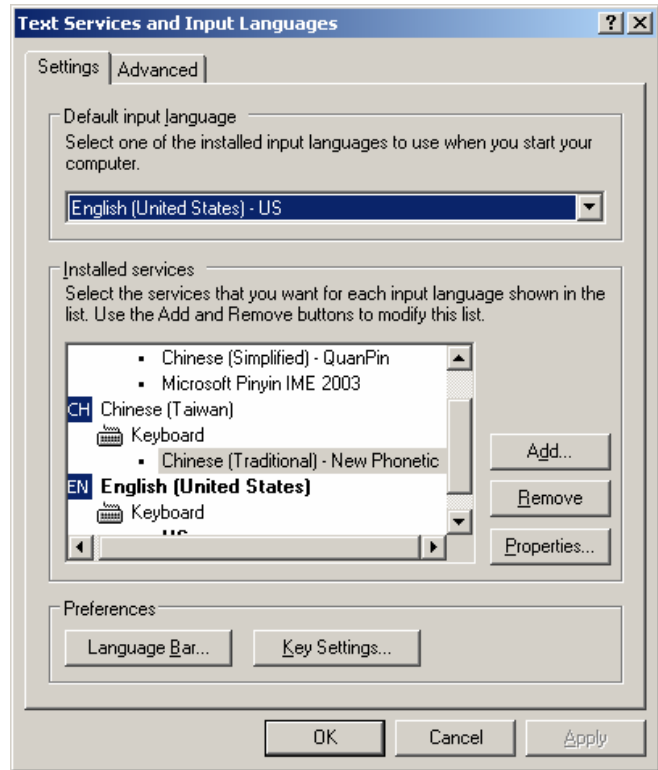 Text Services and Input Languages
Settings
Advanced
Default input language
Select one of the installed input languages to use when you start your
computer.
English (United States) - US
Installed services
Select the services that you want for each input language shown in the
list. Use the Add and Remove buttons to modify this list.
Chinese (Simplified) - QuanPin
Microsoft Pinyin IME 2003
CH Chinese (Taiwan)
Keyboard
Chinese (Traditional) - New Phonetic
EN English (United States)
Keyboard
US
Add...
Remove
Properties...
Preferences
Language Bar...
Key Settings...
OK
Cancel
Apply